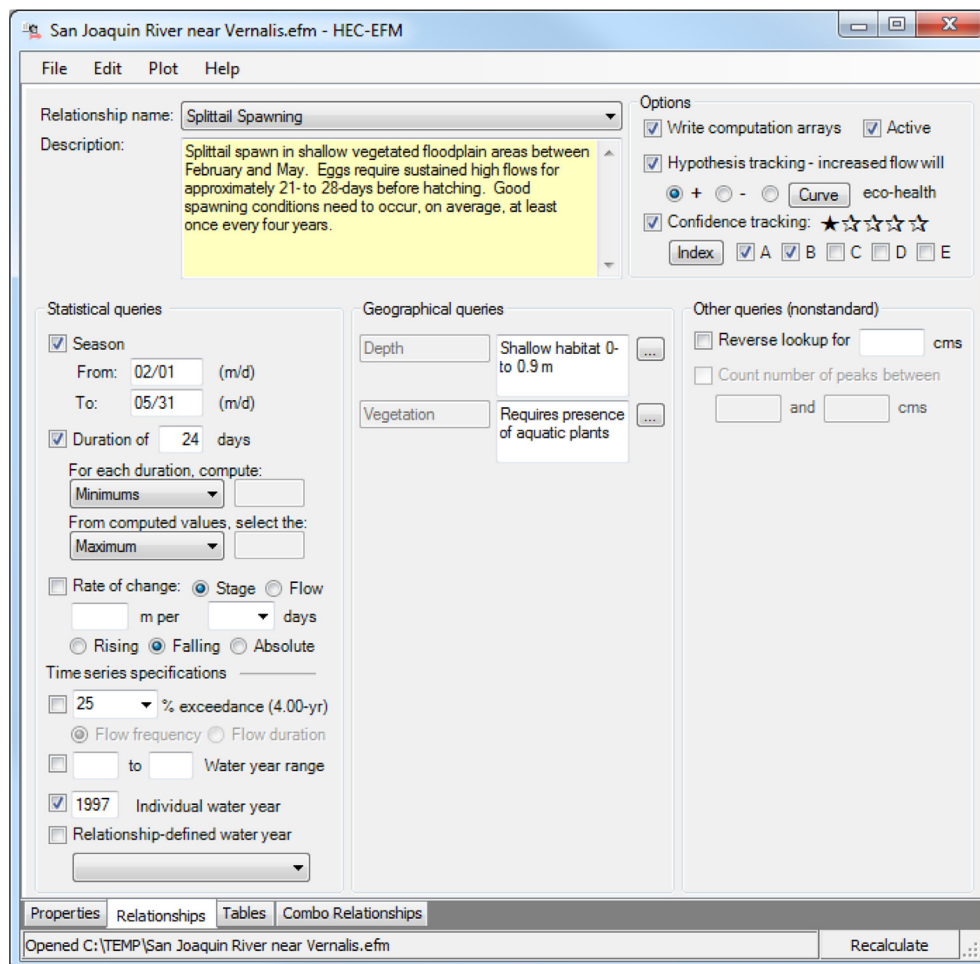 San Joaquin River near Vernalis.efm - HEC-EFM
File Edit Plot Help
Relationship name: Splittail Spawning
Description:
Splittail spawn in shallow vegetated floodplain areas between
February and May. Eggs require sustained high flows for
approximately 21- to 28-days before hatching. Good
spawning conditions need to occur, on average, at least
once every four years.
Options
Write computation arrays Active
Hypothesis tracking - increased flow will
+ - Curve eco-health
Confidence tracking:
Index A B C D E
Statistical queries
Season
From: 02/01 (m/d)
To: 05/31 (m/d)
Duration of 24 days
For each duration, compute:
Minimums
From computed values, select the:
Maximum
Rate of change: Stage Flow
m per days
Rising Falling Absolute
Time series specifications
25 % exceedance (4.00-yr)
Flow frequency Flow duration
to Water year range
1997 Individual water year
Relationship-defined water year
Geographical queries
Depth
Shallow habitat 0-
to 0.9 m
...
Vegetation
Requires presence
of aquatic plants
...
Other queries (nonstandard)
Reverse lookup for cms
Count number of peaks between
and cms
Properties Relationships Tables Combo Relationships
Opened C:\TEMP\San Joaquin River near Vernalis.efm Recalculate